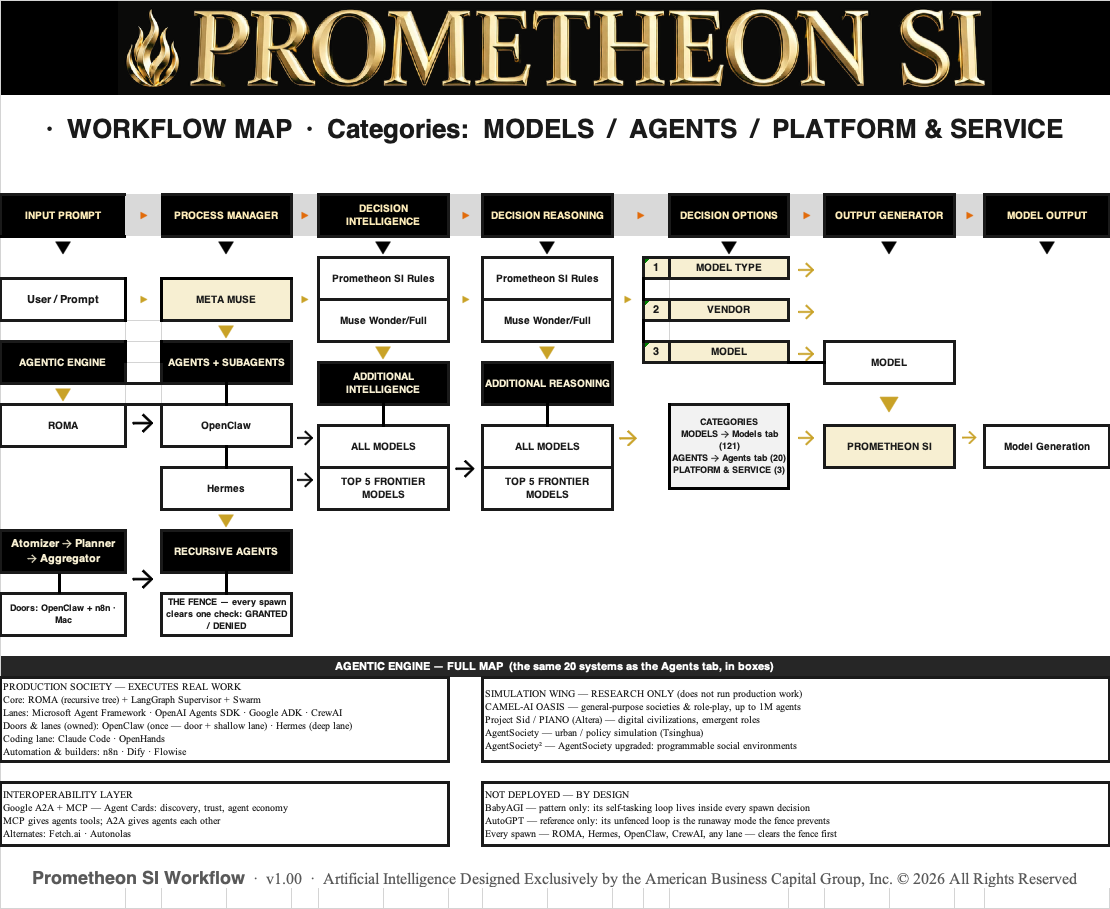 PROMETHEON SI
· WORKFLOW MAP · Categories: MODELS / AGENTS / PLATFORM & SERVICE
INPUT PROMPT
PROCESS MANAGER
DECISION
INTELLIGENCE
DECISION REASONING
DECISION OPTIONS
OUTPUT GENERATOR
MODEL OUTPUT
User / Prompt
META MUSE
Prometheon SI Rules
Muse Wonder/Full
Prometheon SI Rules
Muse Wonder/Full
1 MODEL TYPE
2 VENDOR
3 MODEL
MODEL
AGENTIC ENGINE
AGENTS + SUBAGENTS
ADDITIONAL
INTELLIGENCE
ADDITIONAL REASONING
ROMA
OpenClaw
Hermes
ALL MODELS
TOP 5 FRONTIER
MODELS
ALL MODELS
TOP 5 FRONTIER
MODELS
CATEGORIES
MODELS → Models tab
(121)
AGENTS → Agents tab (20)
PLATFORM & SERVICE (3)
PROMETHEON SI
Model Generation
Atomizer → Planner
→ Aggregator
RECURSIVE AGENTS
Doors: OpenClaw + n8n ·
Mac
THE FENCE — every spawn
clears one check: GRANTED
/ DENIED
AGENTIC ENGINE — FULL MAP (the same 20 systems as the Agents tab, in boxes)
PRODUCTION SOCIETY — EXECUTES REAL WORK
Core: ROMA (recursive tree) + LangGraph Supervisor + Swarm
Lanes: Microsoft Agent Framework · OpenAI Agents SDK · Google ADK · CrewAI
Doors & lanes (owned): OpenClaw (once — door + shallow lane) · Hermes (deep lane)
Coding lane: Claude Code · OpenHands
Automation & builders: n8n · Dify · Flowise
SIMULATION WING — RESEARCH ONLY (does not run production work)
CAMEL-AI OASIS — general-purpose societies & role-play, up to 1M agents
Project Sid / PIANO (Altera) — digital civilizations, emergent roles
AgentSociety — urban / policy simulation (Tsinghua)
AgentSociety² — AgentSociety upgraded: programmable social environments
INTEROPERABILITY LAYER
Google A2A + MCP — Agent Cards: discovery, trust, agent economy
MCP gives agents tools; A2A gives agents each other
Alternates: Fetch.ai · Autonolas
NOT DEPLOYED — BY DESIGN
BabyAGI — pattern only: its self-tasking loop lives inside every spawn decision
AutoGPT — reference only: its unfenced loop is the runaway mode the fence prevents
Every spawn — ROMA, Hermes, OpenClaw, CrewAI, any lane — clears the fence first
Prometheon SI Workflow · v1.00 · Artificial Intelligence Designed Exclusively by the American Business Capital Group, Inc. © 2026 All Rights Reserved